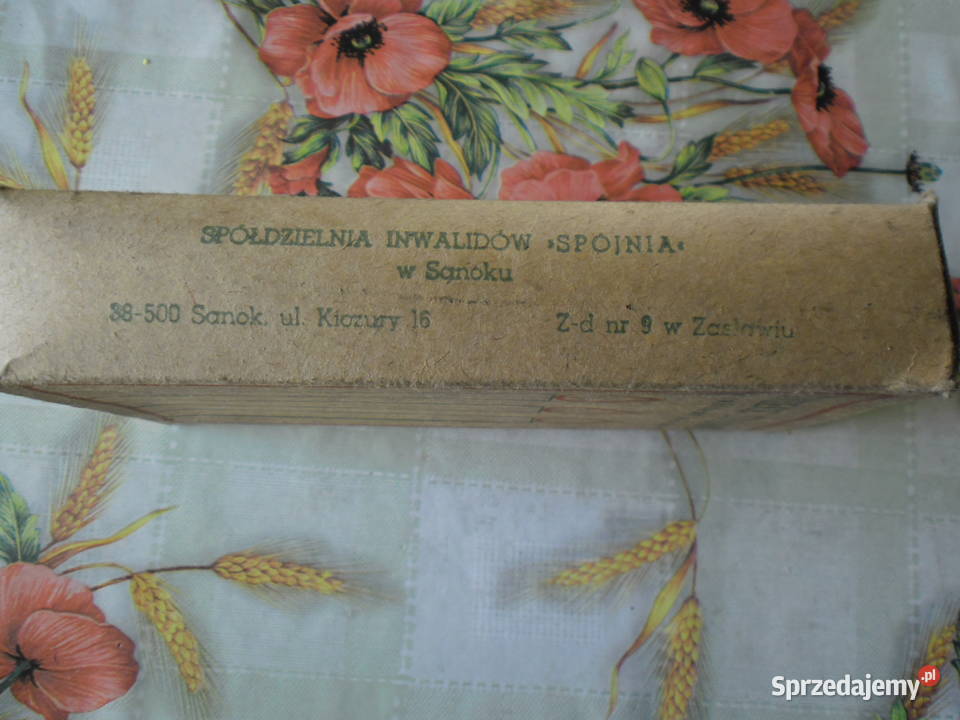 SPÓŁDZIELNIA INWALIDÓW »SPÓJNIA«
w Sanoku
38-500 Sanok, ul. Kiczury 16 Z-d nr 9 w Zasławiu
Sprzedajemy.pl